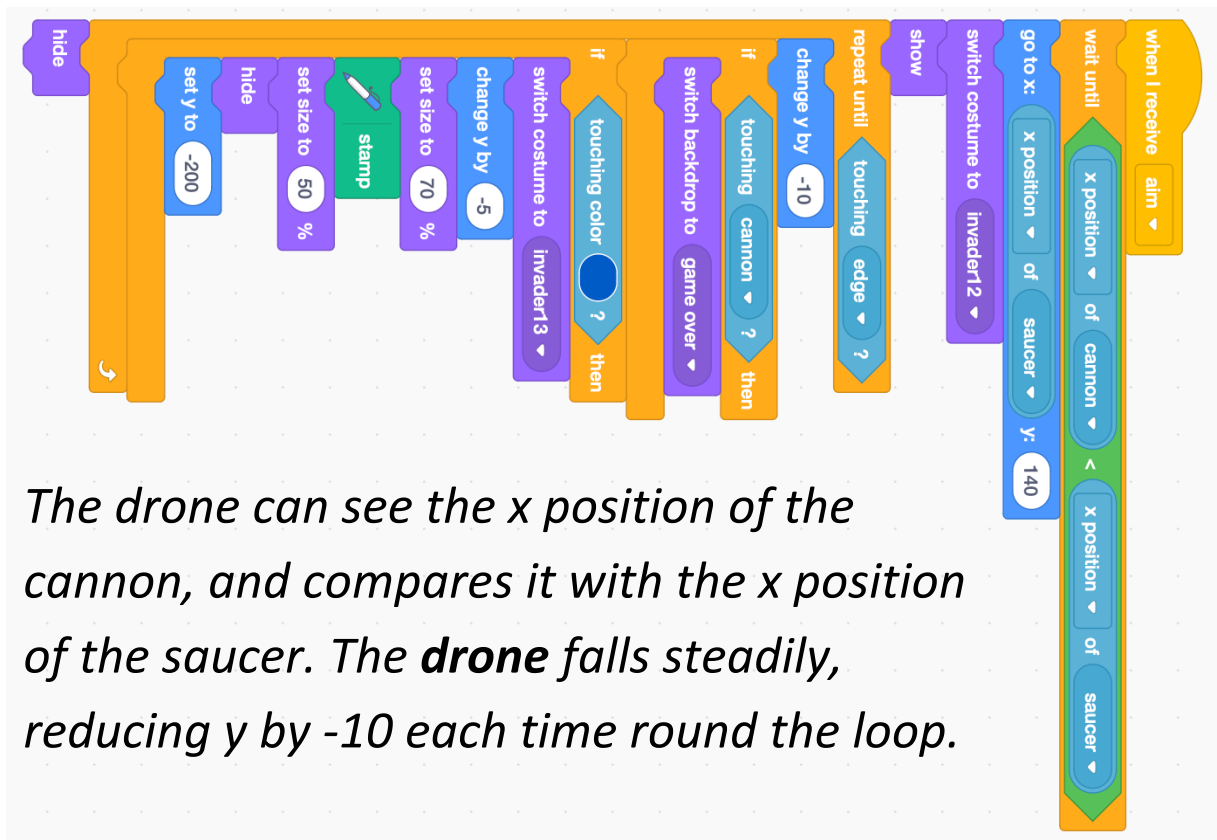 when I receive aim
wait until x position of cannon < x position of saucer
go to x: x position of saucer y: 140
switch costume to invader12
show
repeat until touching edge ?
change y by -10
if touching cannon ? then
switch backdrop to game over
if touching color ? then
switch costume to invader13
change y by -5
set size to 70 %
stamp
set size to 50 %
hide
set y to -200
hide
The drone can see the x position of the
cannon, and compares it with the x position
of the saucer. The drone falls steadily,
reducing y by -10 each time round the loop.